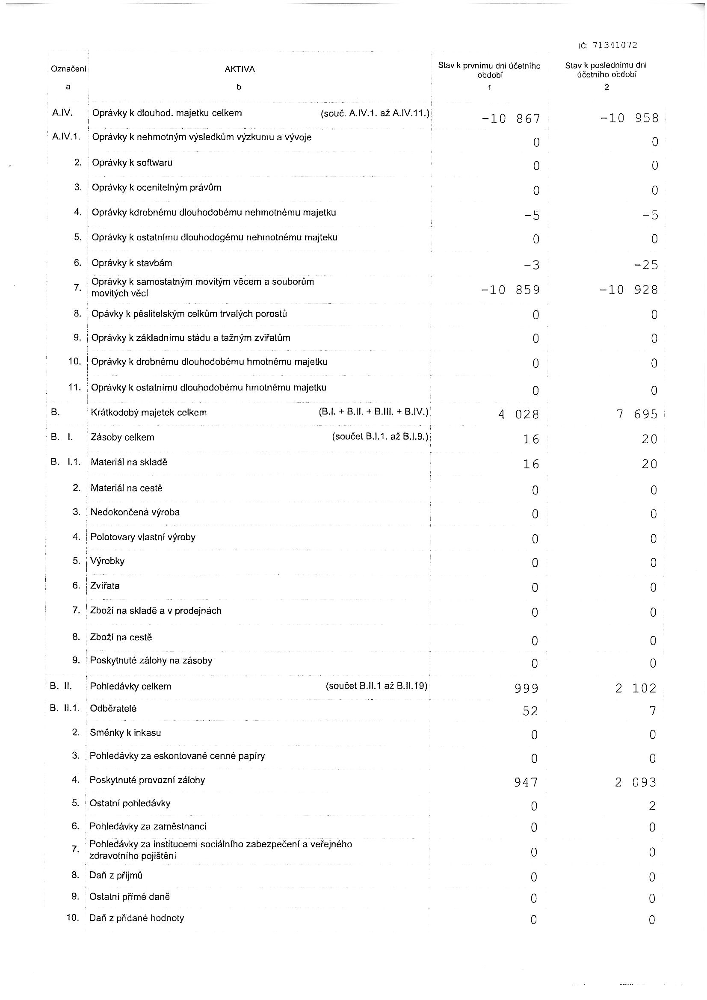 IČ: 71341072
Označení AKTIVA Stav k prvnímu dni účetního Stav k poslednímu dni
období účetního období
a b 1 2
A.IV. Oprávky k dlouhod. majetku celkem (souč. A.IV.1. až A.IV.11.) -10 867 -10 958
A.IV.1. Oprávky k nehmotným výsledkům výzkumu a vývoje 0 0
2. Oprávky k softwaru 0 0
3. Oprávky k ocenitelným právům 0 0
4. Oprávky kdrobnému dlouhodobému nehmotnému majetku -5 -5
5. Oprávky k ostatnímu dlouhodogému nehmotnému majteku 0 0
6. Oprávky k stavbám -3 -25
7. Oprávky k samostatným movitým věcem a souborům
movitých věcí -10 859 -10 928
8. Opávky k pěslitelským celkům trvalých porostů 0 0
9. Oprávky k základnímu stádu a tažným zvířatům 0 0
10. Oprávky k drobnému dlouhodobému hmotnému majetku 0 0
11. Oprávky k ostatnímu dlouhodobému hmotnému majetku 0 0
B. Krátkodobý majetek celkem (B.I. + B.II. + B.III. + B.IV.) 4 028 7 695
B. I. Zásoby celkem (součet B.I.1. až B.I.9.) 16 20
B. I.1. Materiál na skladě 16 20
2. Materiál na cestě 0 0
3. Nedokončená výroba 0 0
4. Polotovary vlastní výroby 0 0
5. Výrobky 0 0
6. Zvířata 0 0
7. Zboží na skladě a v prodejnách 0 0
8. Zboží na cestě 0 0
9. Poskytnuté zálohy na zásoby 0 0
B. II. Pohledávky celkem (součet B.II.1 až B.II.19) 999 2 102
B. II.1. Odběratelé 52 7
2. Směnky k inkasu 0 0
3. Pohledávky za eskontované cenné papíry 0 0
4. Poskytnuté provozní zálohy 947 2 093
5. Ostatní pohledávky 0 2
6. Pohledávky za zaměstnanci 0 0
7. Pohledávky za institucemi sociálního zabezpečení a veřejného
zdravotního pojištění 0 0
8. Daň z příjmů 0 0
9. Ostatní přímé daně 0 0
10. Daň z přidané hodnoty 0 0